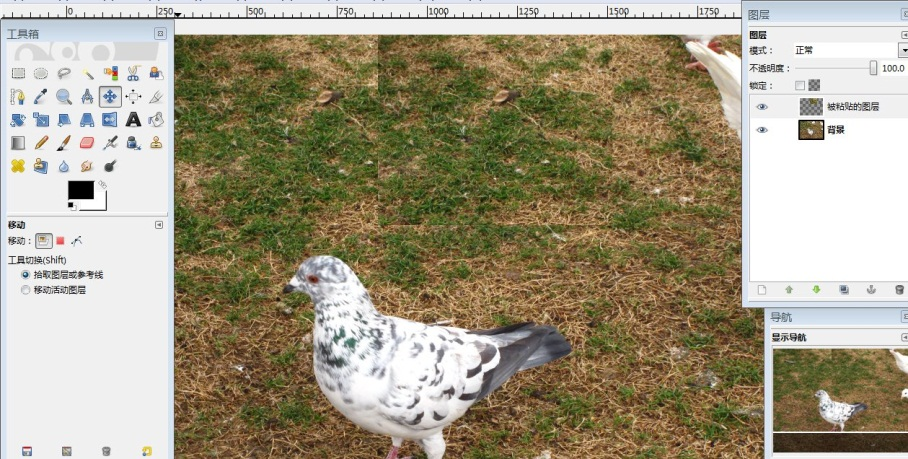 0 250 500 750 1000 1250 1500 1750
工具箱
移动
移动：
工具切换(Shift)
拾取图层或参考线
移动活动图层
图层
图层
模式： 正常
不透明度： 100.0
锁定：
被粘贴的图层
背景
导航
显示导航